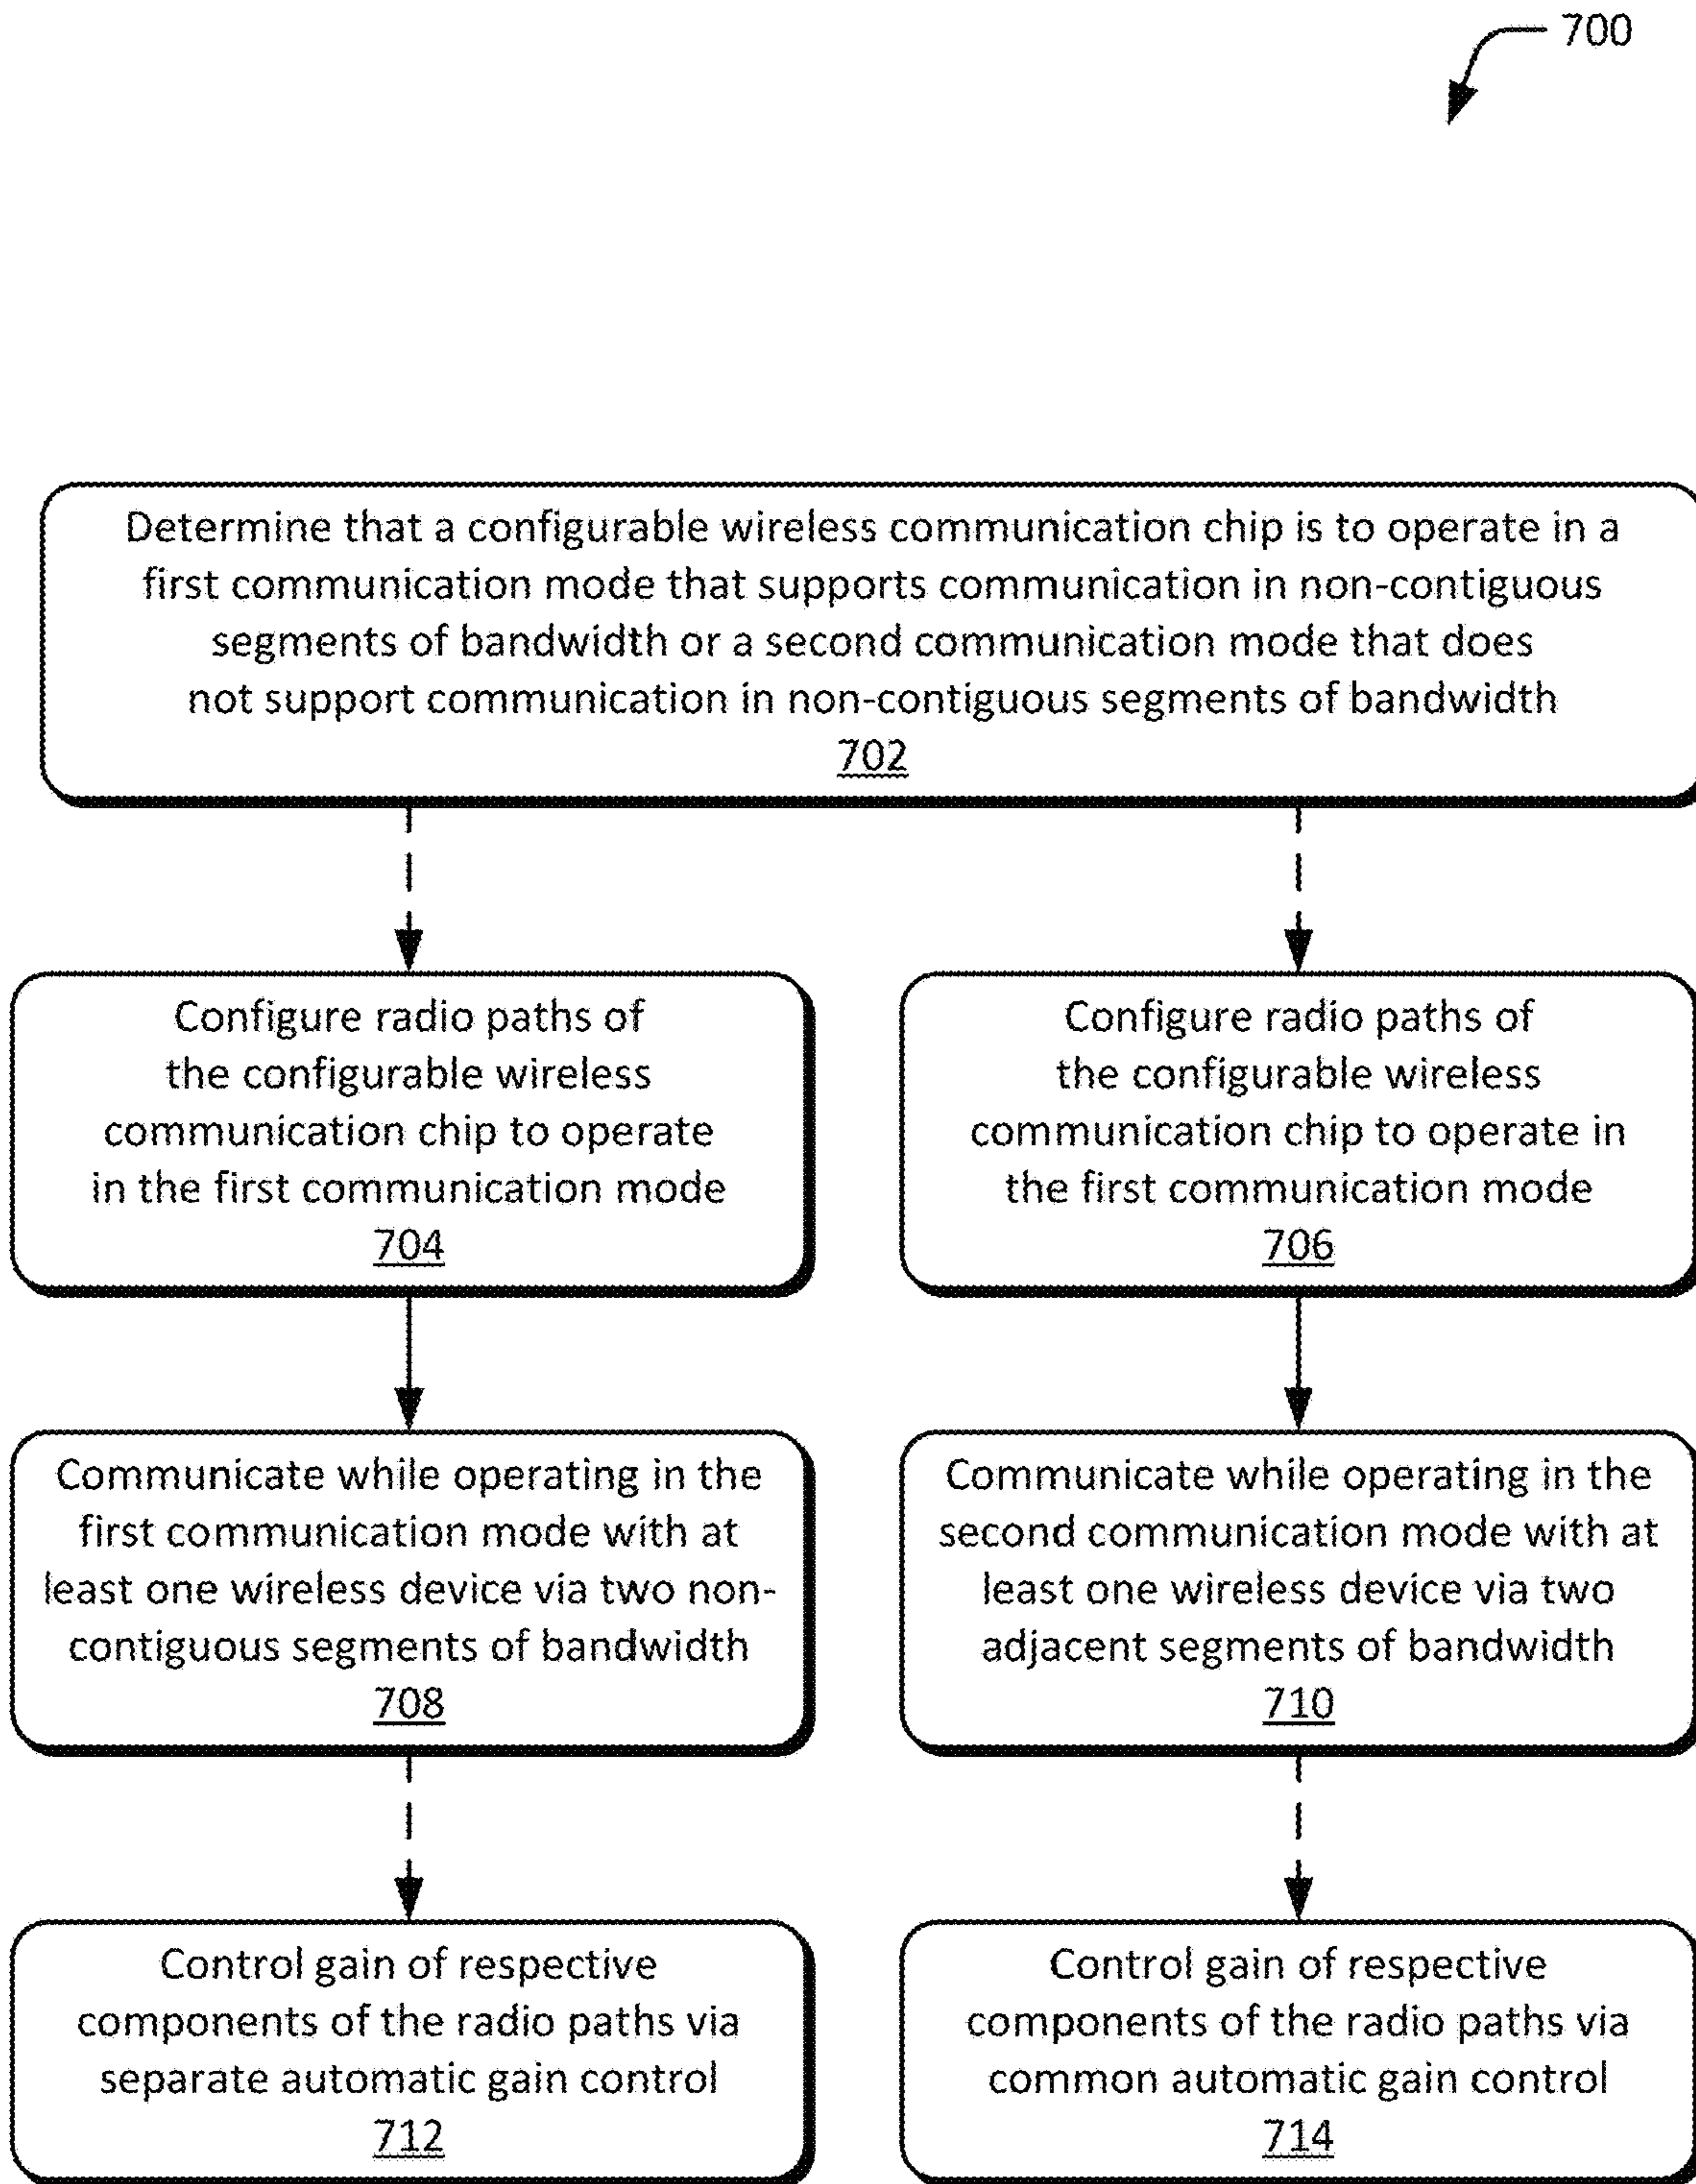 700
Determine that a configurable wireless communication chip is to operate in a
first communication mode that supports communication in non-contiguous
segments of bandwidth or a second communication mode that does
not support communication in non-contiguous segments of bandwidth
702
Configure radio paths of
the configurable wireless
communication chip to operate
in the first communication mode
704
Configure radio paths of
the configurable wireless
communication chip to operate in
the first communication mode
706
Communicate while operating in the
first communication mode with at
least one wireless device via two non-
contiguous segments of bandwidth
708
Communicate while operating in the
second communication mode with at
least one wireless device via two
adjacent segments of bandwidth
710
Control gain of respective
components of the radio paths via
separate automatic gain control
712
Control gain of respective
components of the radio paths via
common automatic gain control
714